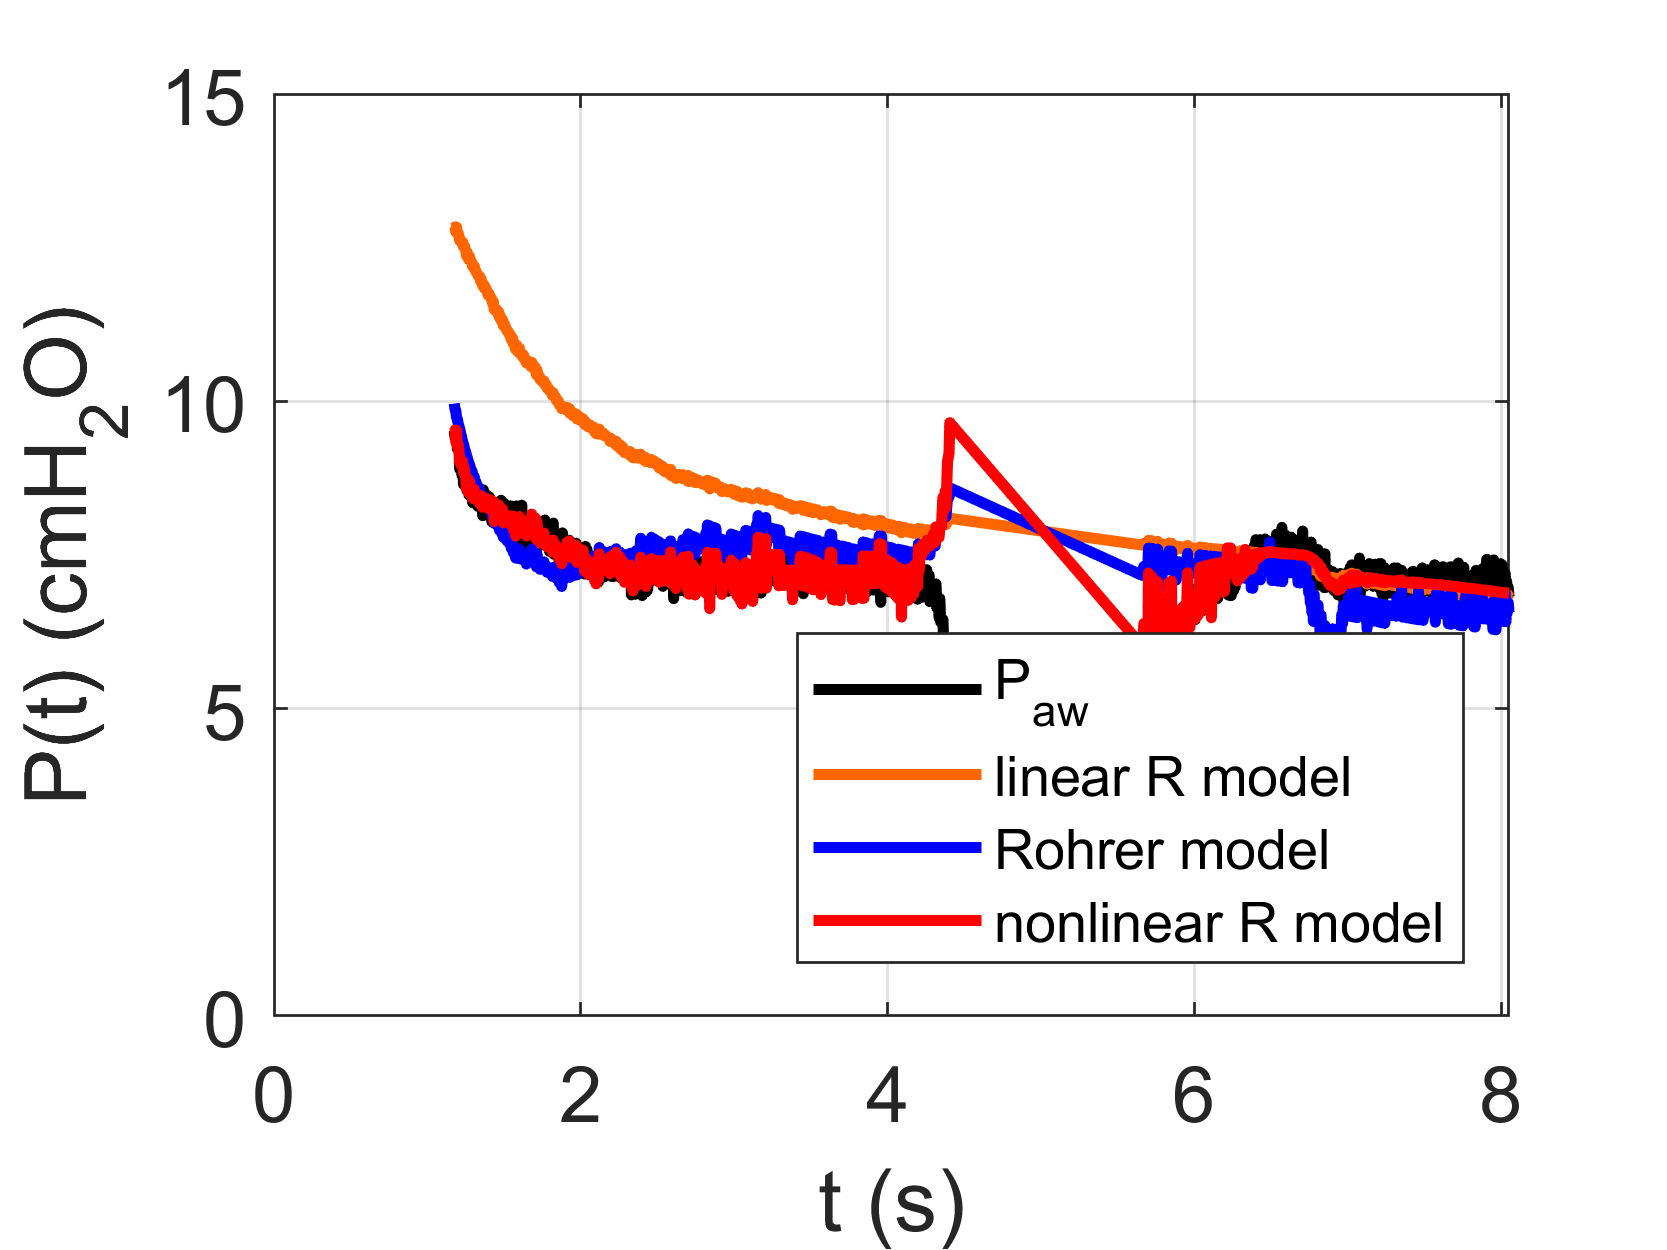 15
10
5
0
P(t) (cmH2O)
0 2 4 6 8
t (s)
Paw
linear R model
Rohrer model
nonlinear R model